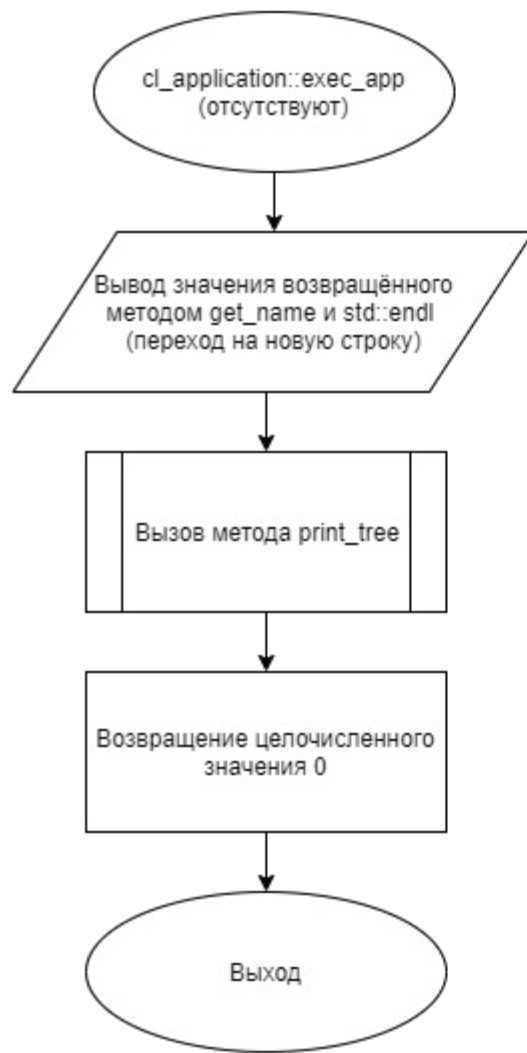 cl_application::exec_app
(отсутствуют)
Вывод значения возвращённого
методом get_name и std::endl
(переход на новую строку)
Вызов метода print_tree
Возвращение целочисленного
значения 0
Выход